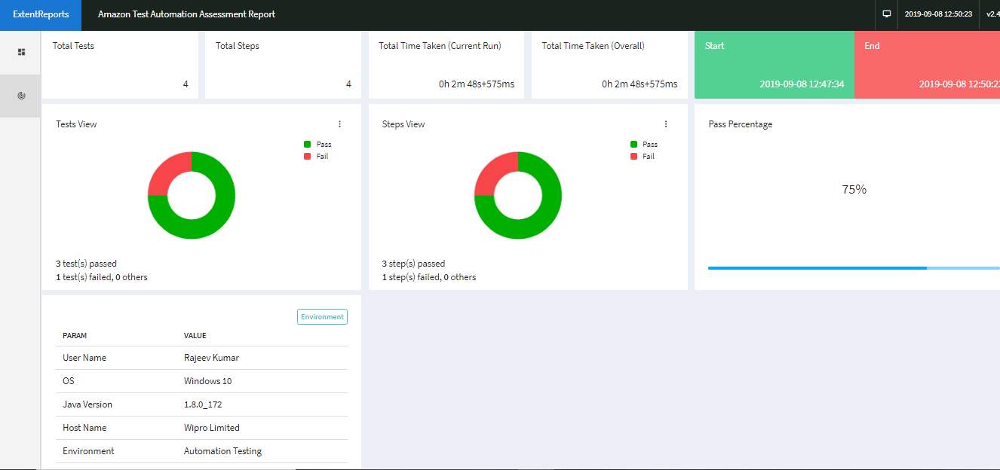 ExtentReports Amazon Test Automation Assessment Report 2019-09-08 12:50:23 v2.4
Total Tests Total Steps Total Time Taken (Current Run) Total Time Taken (Overall) Start End
4 4 0h 2m 48s+575ms 0h 2m 48s+575ms 2019-09-08 12:47:34 2019-09-08
Tests View Steps View Pass Percentage
Pass Pass
Fail Fail
75%
3 test(s) passed 3 step(s) passed
1 test(s) failed, 0 others 1 step(s) failed, 0 others
Environment
PARAM VALUE
User Name Rajeev Kumar
OS Windows 10
Java Version 1.8.0_172
Host Name Wipro Limited
Environment Automation Testing